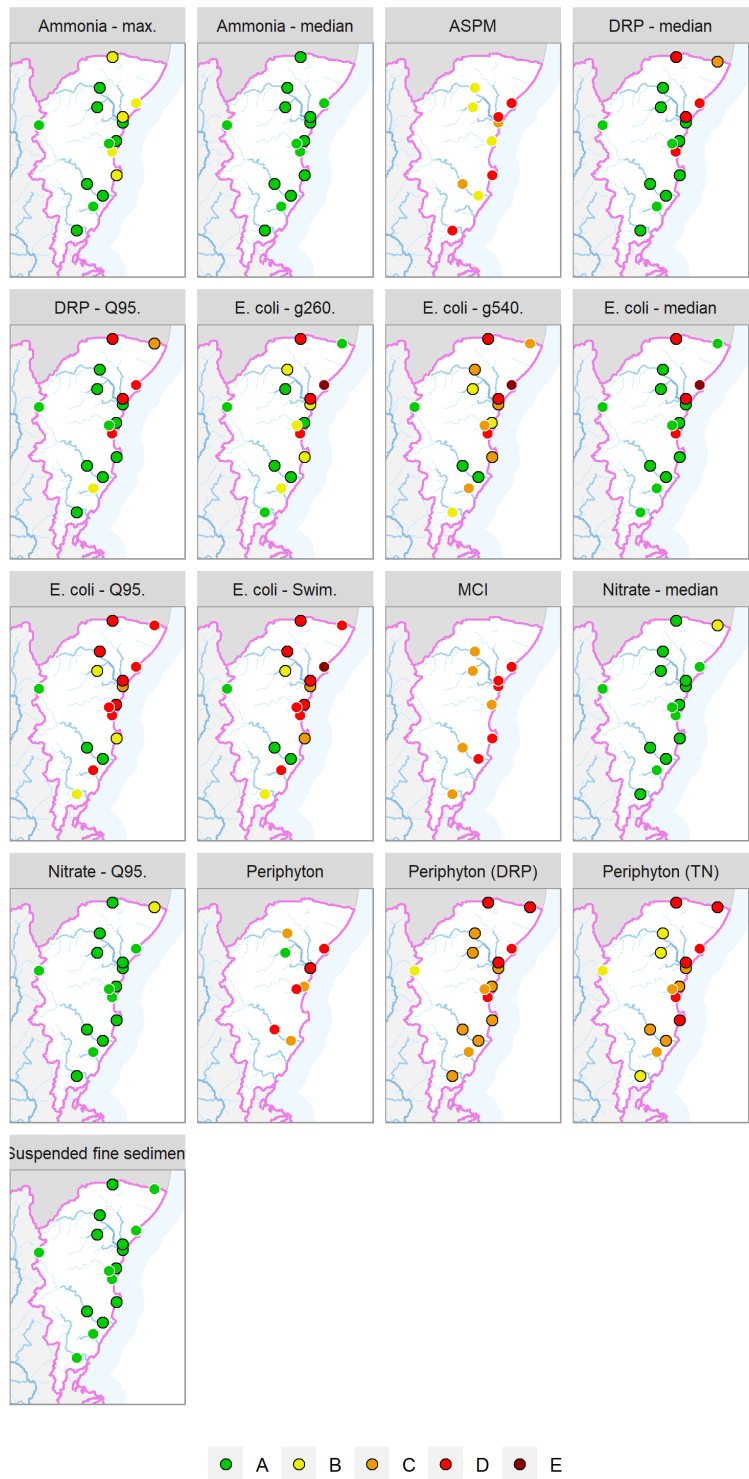 Ammonia - max.
Ammonia - median
ASPM
DRP - median
DRP - Q95.
E. coli - g260.
E. coli - g540.
E. coli - median
E. coli - Q95.
E. coli - Swim.
MCI
Nitrate - median
Nitrate - Q95.
Periphyton
Periphyton (DRP)
Periphyton (TN)
Suspended fine sedimen
A B C D E